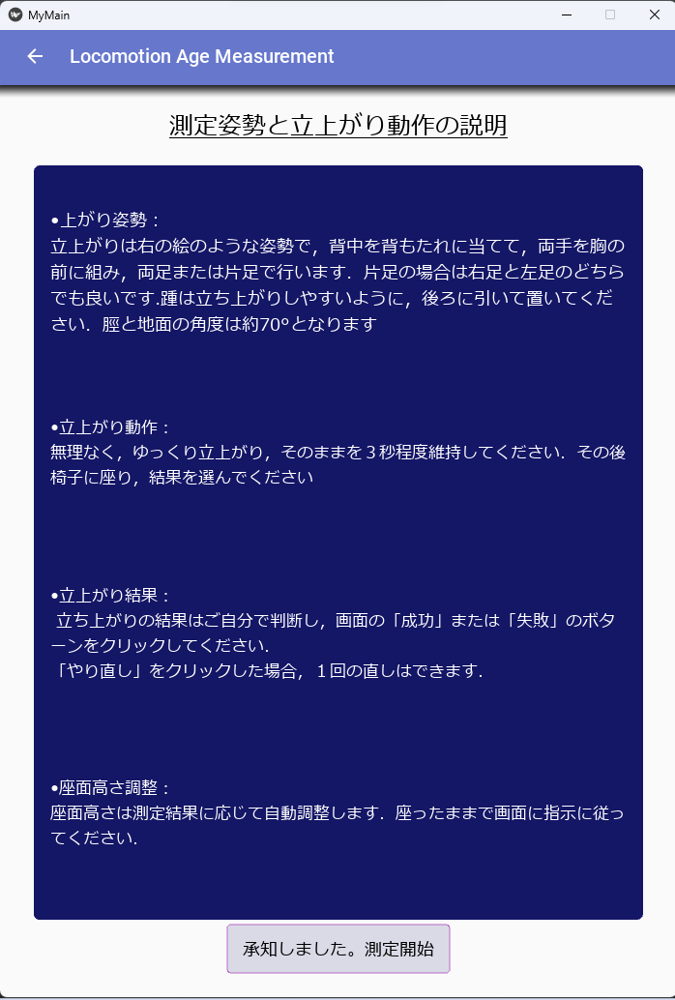 MyMain
Locomotion Age Measurement
測定姿勢と立上がり動作の説明
•上がり姿勢：
立上がりは右の絵のような姿勢で，背中を背もたれに当てて，両手を胸の
前に組み，両足または片足で行います．片足の場合は右足と左足のどちら
でも良いです.踵は立ち上がりしやすいように，後ろに引いて置いてくだ
さい．脛と地面の角度は約70°となります
•立上がり動作：
無理なく，ゆっくり立上がり，そのままを３秒程度維持してください．その後
椅子に座り，結果を選んでください
•立上がり結果：
立ち上がりの結果はご自分で判断し，画面の「成功」または「失敗」のボタ
ーンをクリックしてください．
「やり直し」をクリックした場合，１回の直しはできます．
•座面高さ調整：
座面高さは測定結果に応じて自動調整します．座ったままで画面に指示に従っ
てください．
承知しました。測定開始